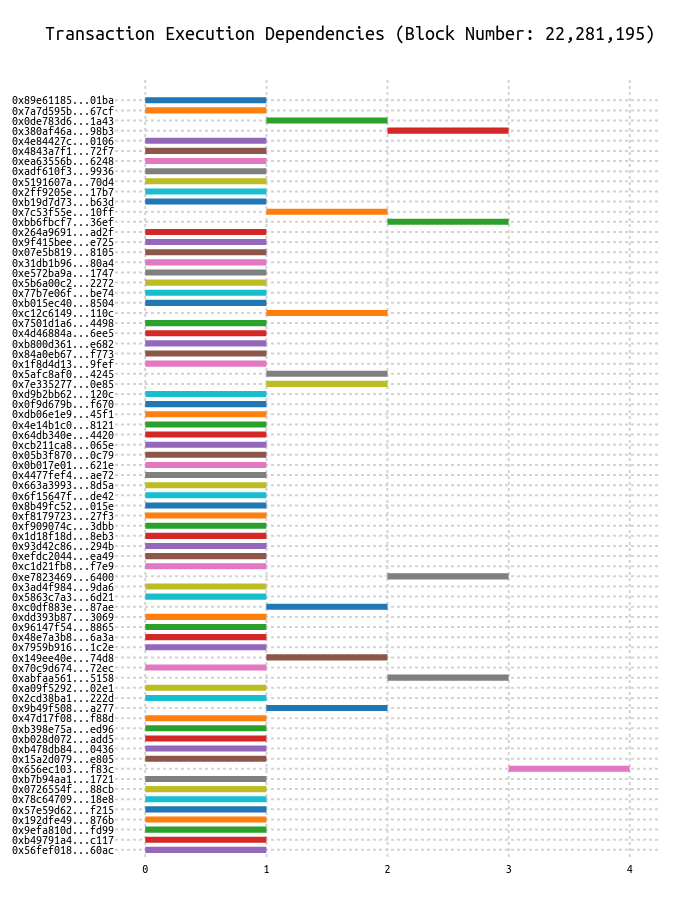 Transaction Execution Dependencies (Block Number: 22,281,195)
0x89e61185...01ba
0x7a7d595b...67cf
0x0de783d6...1a43
0x380af46a...98b3
0x4e84427c...0106
0x4843a7f1...72f7
0xea63556b...6248
0xadf610f3...9936
0x5191607a...70d4
0x2ff9205e...17b7
0xb19d7d73...b63d
0x7c53f55e...10ff
0xbb6fbcf7...36ef
0x264a9691...ad2f
0x9f415bee...e725
0x07e5b819...8105
0x31db1b96...80a4
0xe572ba9a...1747
0x5b6a00c2...2272
0x77b7e06f...be74
0xb015ec40...8504
0xc12c6149...110c
0x7501d1a6...4498
0x4d46884a...6ee5
0xb800d361...e682
0x84a0eb67...f773
0x1f8d4d13...9fef
0x5afc8af0...4245
0x7e335277...0e85
0xd9b2bb62...120c
0x0f9d679b...f670
0xdb06e1e9...45f1
0x4e14b1c0...8121
0x64db340e...4420
0xcb211ca8...065e
0x05b3f870...0c79
0x0b017e01...621e
0x4477fef4...ae72
0x663a3993...8d5a
0x6f15647f...de42
0x8b49fc52...015e
0xf8179723...27f3
0xf909074c...3dbb
0x1d18f18d...8eb3
0x93d42c86...294b
0xefdc2044...ea49
0xc1d21fb8...f7e9
0xe7823469...6400
0x3ad4f984...9da6
0x5863c7a3...6d21
0xc0df883e...87ae
0xdd393b87...3069
0x96147f54...8865
0x48e7a3b8...6a3a
0x7959b916...1c2e
0x149ee40e...74d8
0x70c9d674...72ec
0xabfaa561...5158
0xa09f5292...02e1
0x2cd38ba1...222d
0x9b49f508...a277
0x47d17f08...f88d
0xb398e75a...ed96
0xb028d072...add5
0xb478db84...0436
0x15a2d079...e805
0x656ec103...f83c
0xb7b94aa1...1721
0x0726554f...88cb
0x78c64709...18e8
0x57e59d62...f215
0x192dfe49...876b
0x9efa810d...fd99
0xb49791a4...c117
0x56fef018...60ac
0 1 2 3 4